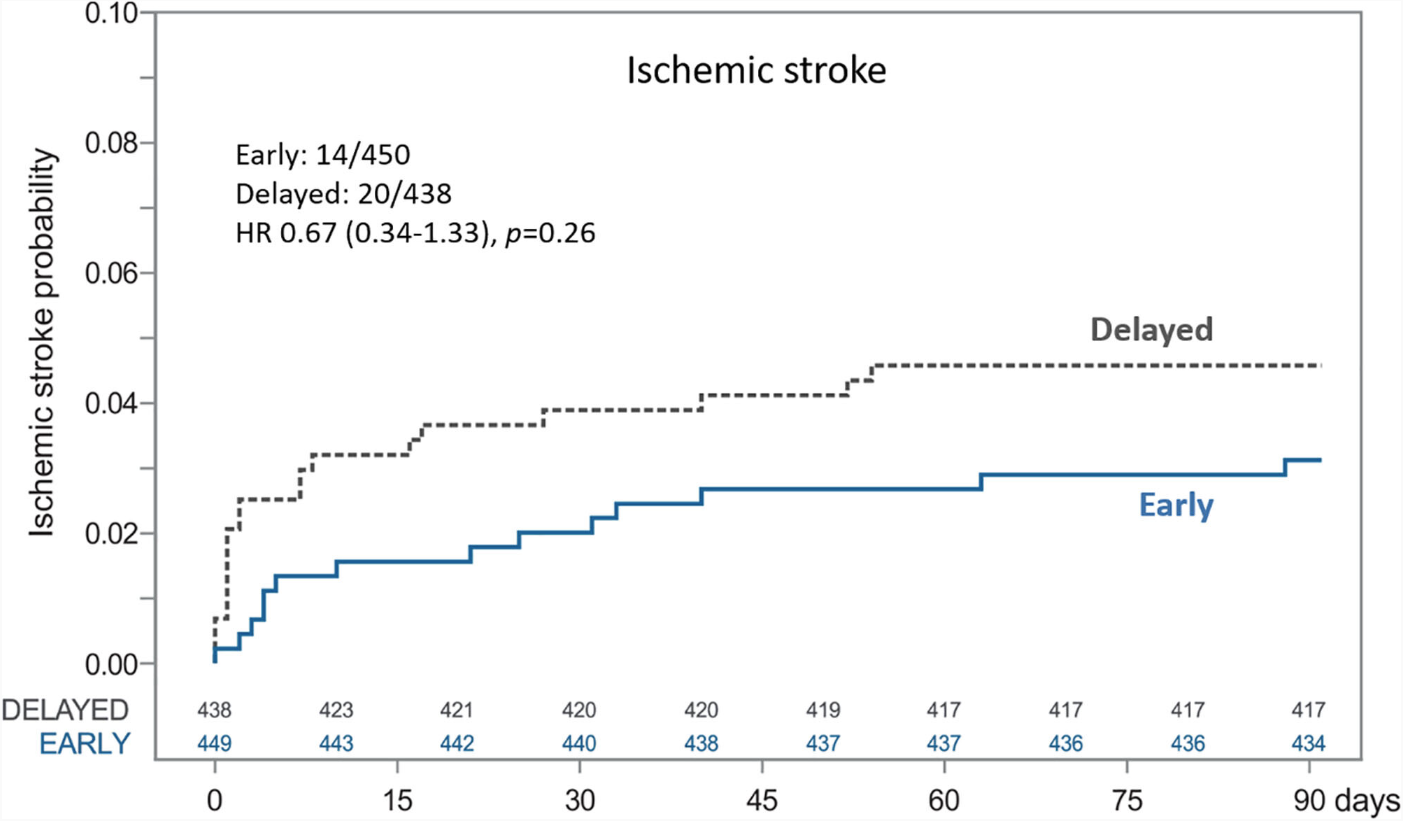 0.10
Ischemic stroke
0.08
Early: 14/450
Delayed: 20/438
HR 0.67 (0.34-1.33), p=0.26
0.06
Ischemic stroke probability
Delayed
0.04
Early
0.02
0.00
DELAYED 438 423 421 420 420 419 417 417 417 417
EARLY 449 443 442 440 438 437 437 436 436 434
0 15 30 45 60 75 90 days